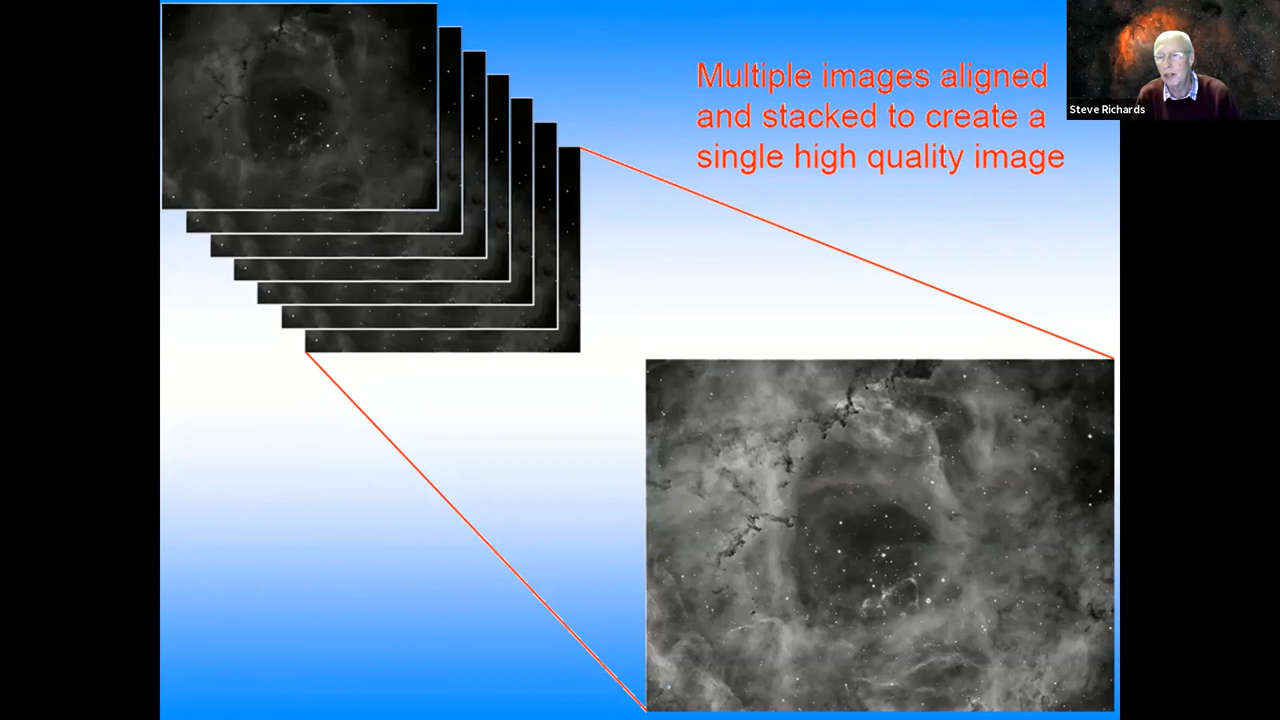 Multiple images aligned
and stacked to create a
single high quality image
Steve Richards